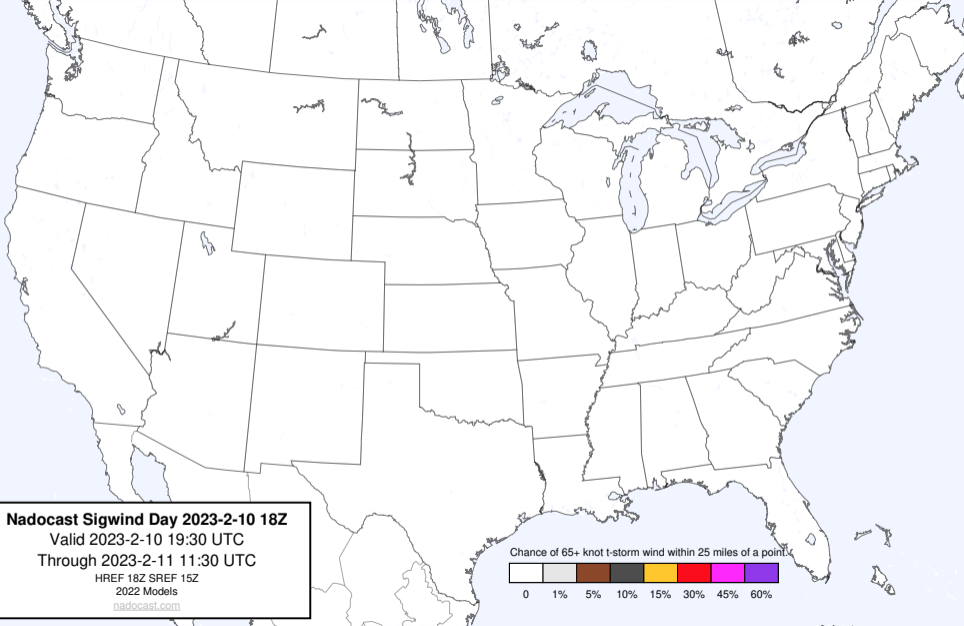 Nadocast Sigwind Day 2023-2-10 18Z
Valid 2023-2-10 19:30 UTC
Through 2023-2-11 11:30 UTC
HREF 18Z SREF 15Z
2022 Models
nadocast.com
Chance of 65+ knot t-storm wind within 25 miles of a point.
0 1% 5% 10% 15% 30% 45% 60%